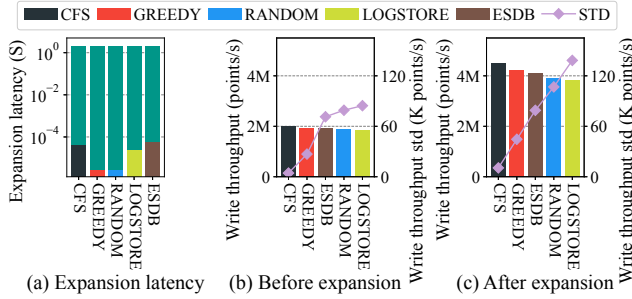 CFS GREEDY RANDOM LOGSTORE ESDB STD
Expansion latency (S)
10^0
10^-2
10^-4
CFS
GREEDY
RANDOM
LOGSTORE
ESDB
(a) Expansion latency
Write throughput (points/s)
4M
2M
0
120
60
0
Write throughput std (K points/s)
CFS
GREEDY
ESDB
RANDOM
LOGSTORE
(b) Before expansion
Write throughput (points/s)
4M
2M
0
120
60
0
Write throughput std (K points/s)
CFS
GREEDY
ESDB
RANDOM
LOGSTORE
(c) After expansion